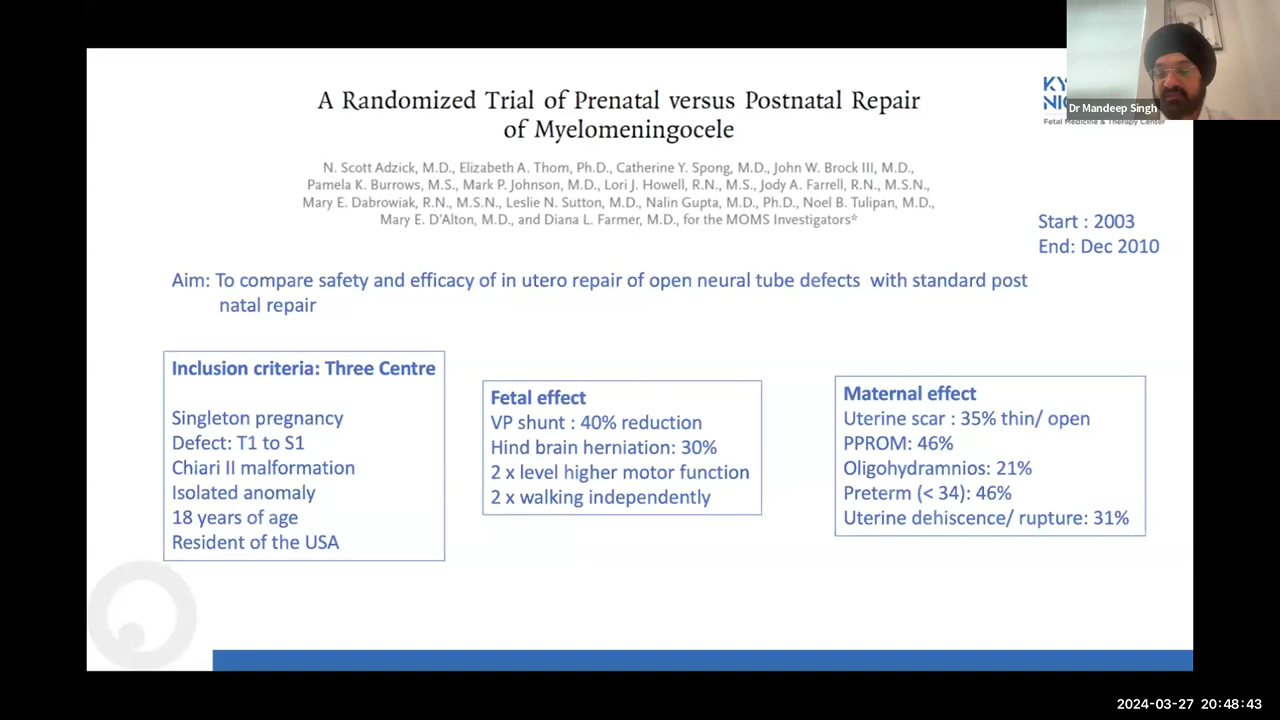 A Randomized Trial of Prenatal versus Postnatal Repair
of Myelomeningocele
N. Scott Adzick, M.D., Elizabeth A. Thom, Ph.D., Catherine Y. Spong, M.D., John W. Brock III, M.D.,
Pamela K. Burrows, M.S., Mark P. Johnson, M.D., Lori J. Howell, R.N., M.S., Jody A. Farrell, R.N., M.S.N.,
Mary E. Dabrowiak, R.N., M.S.N., Leslie N. Sutton, M.D., Nalin Gupta, M.D., Ph.D., Noel B. Tulipan, M.D.,
Mary E. D'Alton, M.D., and Diana L. Farmer, M.D., for the MOMS Investigators*
KY
NI
Dr Mandeep Singh
Fetal Medicine & Therapy Center
Start : 2003
End: Dec 2010
Aim: To compare safety and efficacy of in utero repair of open neural tube defects with standard post
natal repair
Inclusion criteria: Three Centre
Singleton pregnancy
Defect: T1 to S1
Chiari II malformation
Isolated anomaly
18 years of age
Resident of the USA
Fetal effect
VP shunt : 40% reduction
Hind brain herniation: 30%
2 x level higher motor function
2 x walking independently
Maternal effect
Uterine scar : 35% thin/ open
PPROM: 46%
Oligohydramnios: 21%
Preterm (< 34): 46%
Uterine dehiscence/ rupture: 31%
2024-03-27 20:48:43